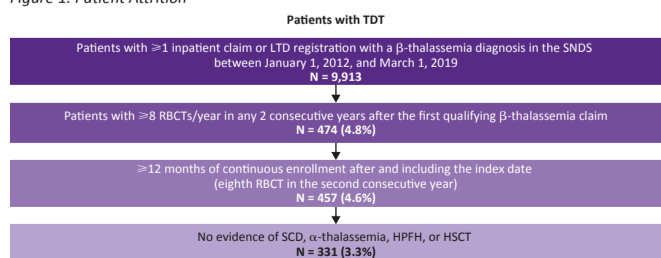 Figure 1. Patient Attrition
Patients with TDT
Patients with ⩾1 inpatient claim or LTD registration with a β-thalassemia diagnosis in the SNDS
between January 1, 2012, and March 1, 2019
N = 9,913
Patients with ⩾8 RBCTs/year in any 2 consecutive years after the first qualifying β-thalassemia claim
N = 474 (4.8%)
⩾12 months of continuous enrollment after and including the index date
(eighth RBCT in the second consecutive year)
N = 457 (4.6%)
No evidence of SCD, α-thalassemia, HPFH, or HSCT
N = 331 (3.3%)